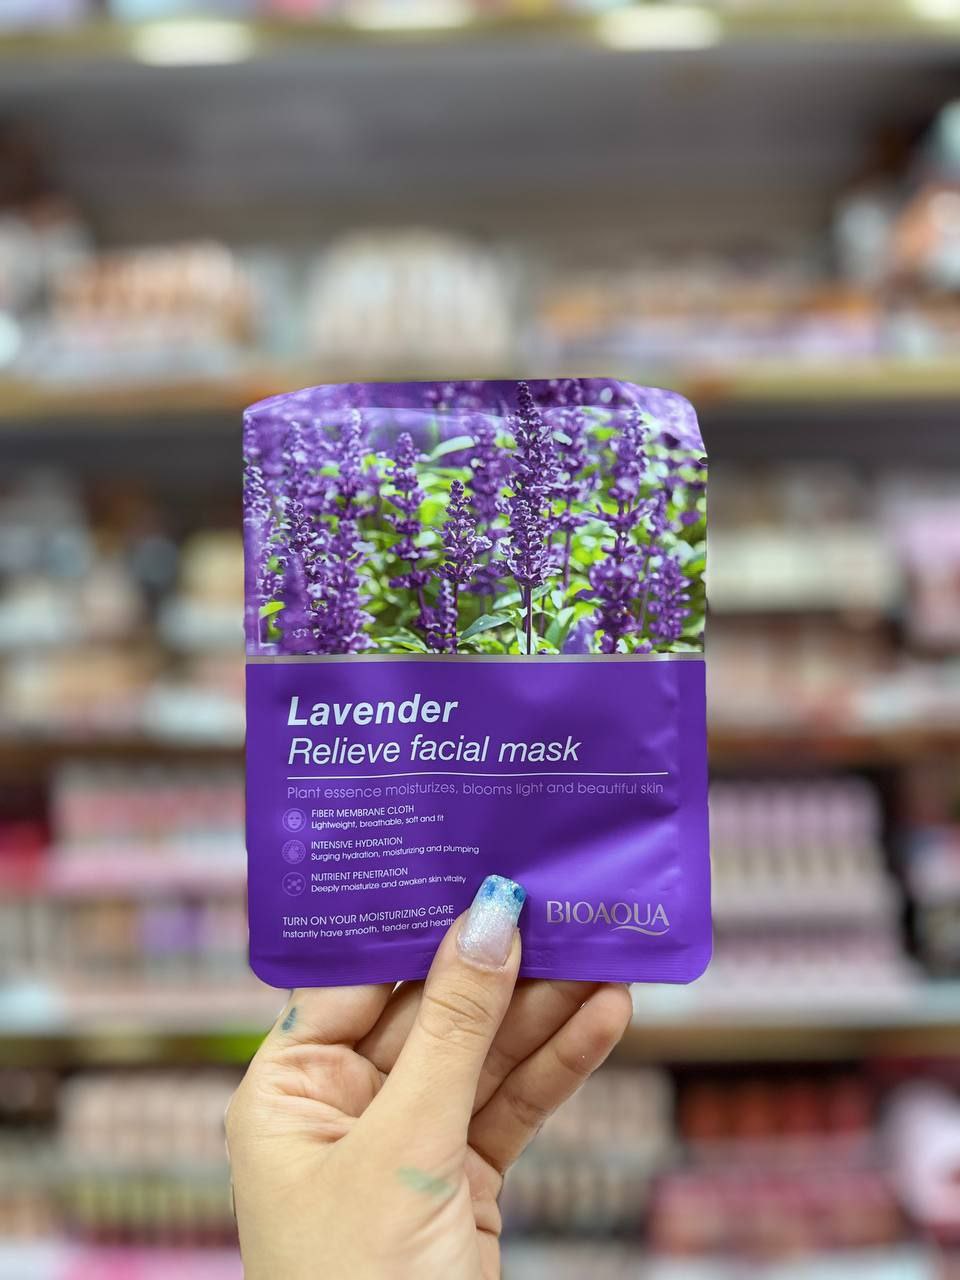 Lavender
Relieve facial mask
Plant essence moisturizes, blooms light and beautiful skin
FIBER MEMBRANE CLOTH
Lightweight, breathable, soft and fit
INTENSIVE HYDRATION
Surging hydration, moisturizing and plumping
NUTRIENT PENETRATION
Deeply moisturize and awaken skin vitality
TURN ON YOUR MOISTURIZING CARE
Instantly have smooth, tender and
BIOAQUA